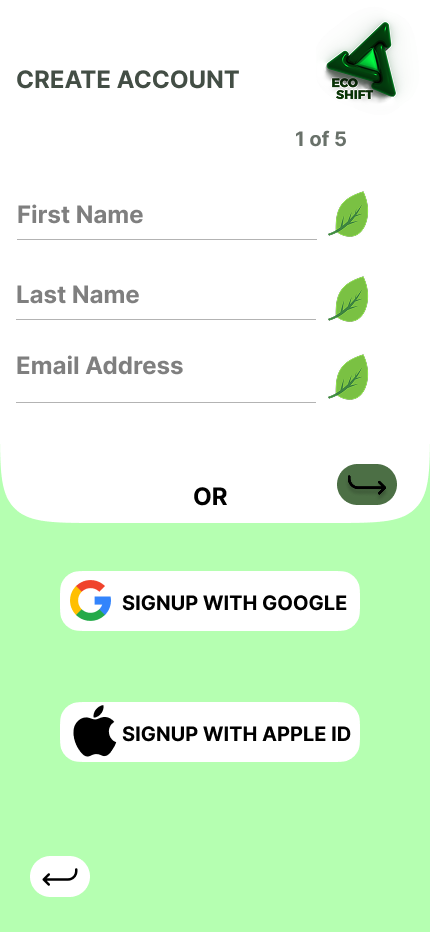 CREATE ACCOUNT
ECO
SHIFT
1 of 5
First Name
Last Name
Email Address
OR
SIGNUP WITH GOOGLE
SIGNUP WITH APPLE ID